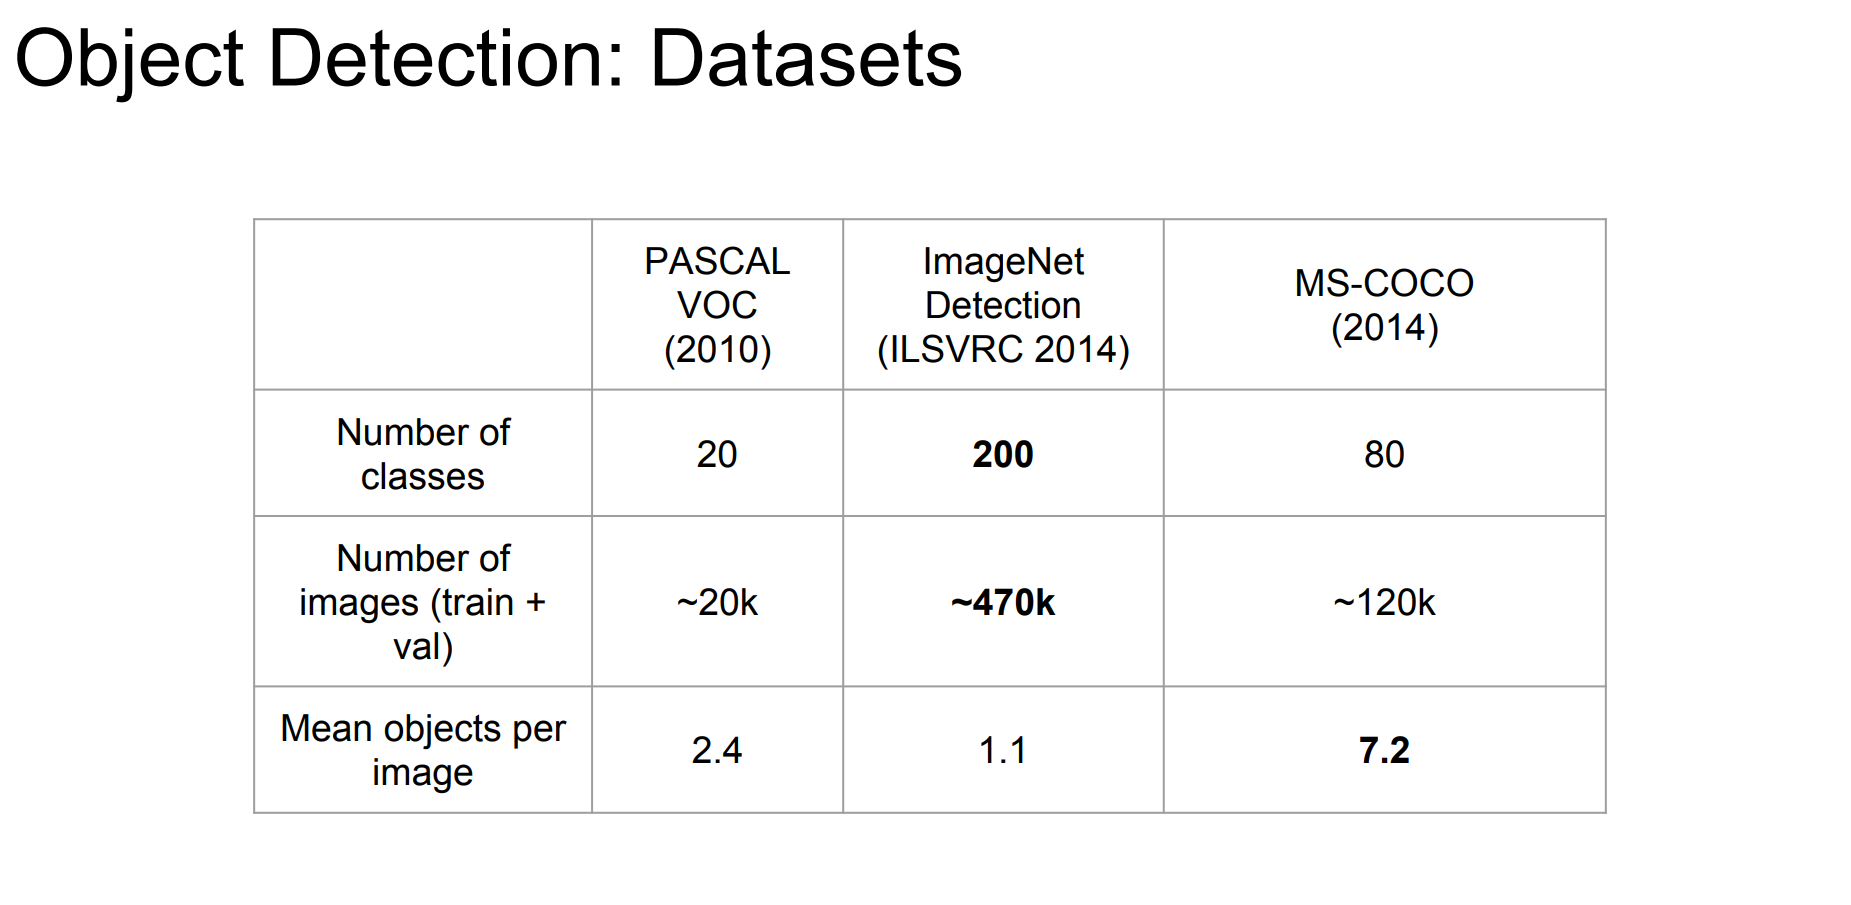 Object Detection: Datasets
PASCAL
VOC
(2010)
ImageNet
Detection
(ILSVRC 2014)
MS-COCO
(2014)
Number of
classes
20
200
80
Number of
images (train +
val)
~20k
~470k
~120k
Mean objects per
image
2.4
1.1
7.2